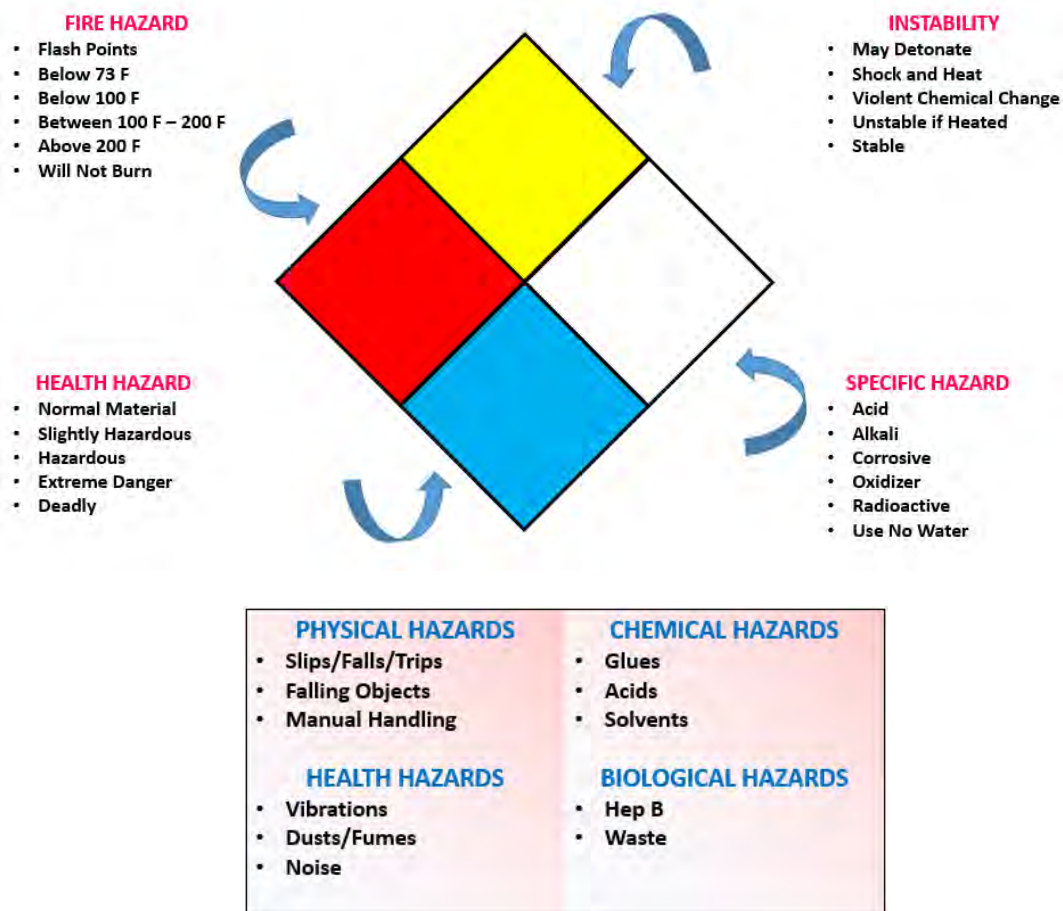 FIRE HAZARD
• Flash Points
• Below 73 F
• Below 100 F
• Between 100 F – 200 F
• Above 200 F
• Will Not Burn
INSTABILITY
• May Detonate
• Shock and Heat
• Violent Chemical Change
• Unstable if Heated
• Stable
HEALTH HAZARD
• Normal Material
• Slightly Hazardous
• Hazardous
• Extreme Danger
• Deadly
SPECIFIC HAZARD
• Acid
• Alkali
• Corrosive
• Oxidizer
• Radioactive
• Use No Water
PHYSICAL HAZARDS
• Slips/Falls/Trips
• Falling Objects
• Manual Handling
CHEMICAL HAZARDS
• Glues
• Acids
• Solvents
HEALTH HAZARDS
• Vibrations
• Dusts/Fumes
• Noise
BIOLOGICAL HAZARDS
• Hep B
• Waste